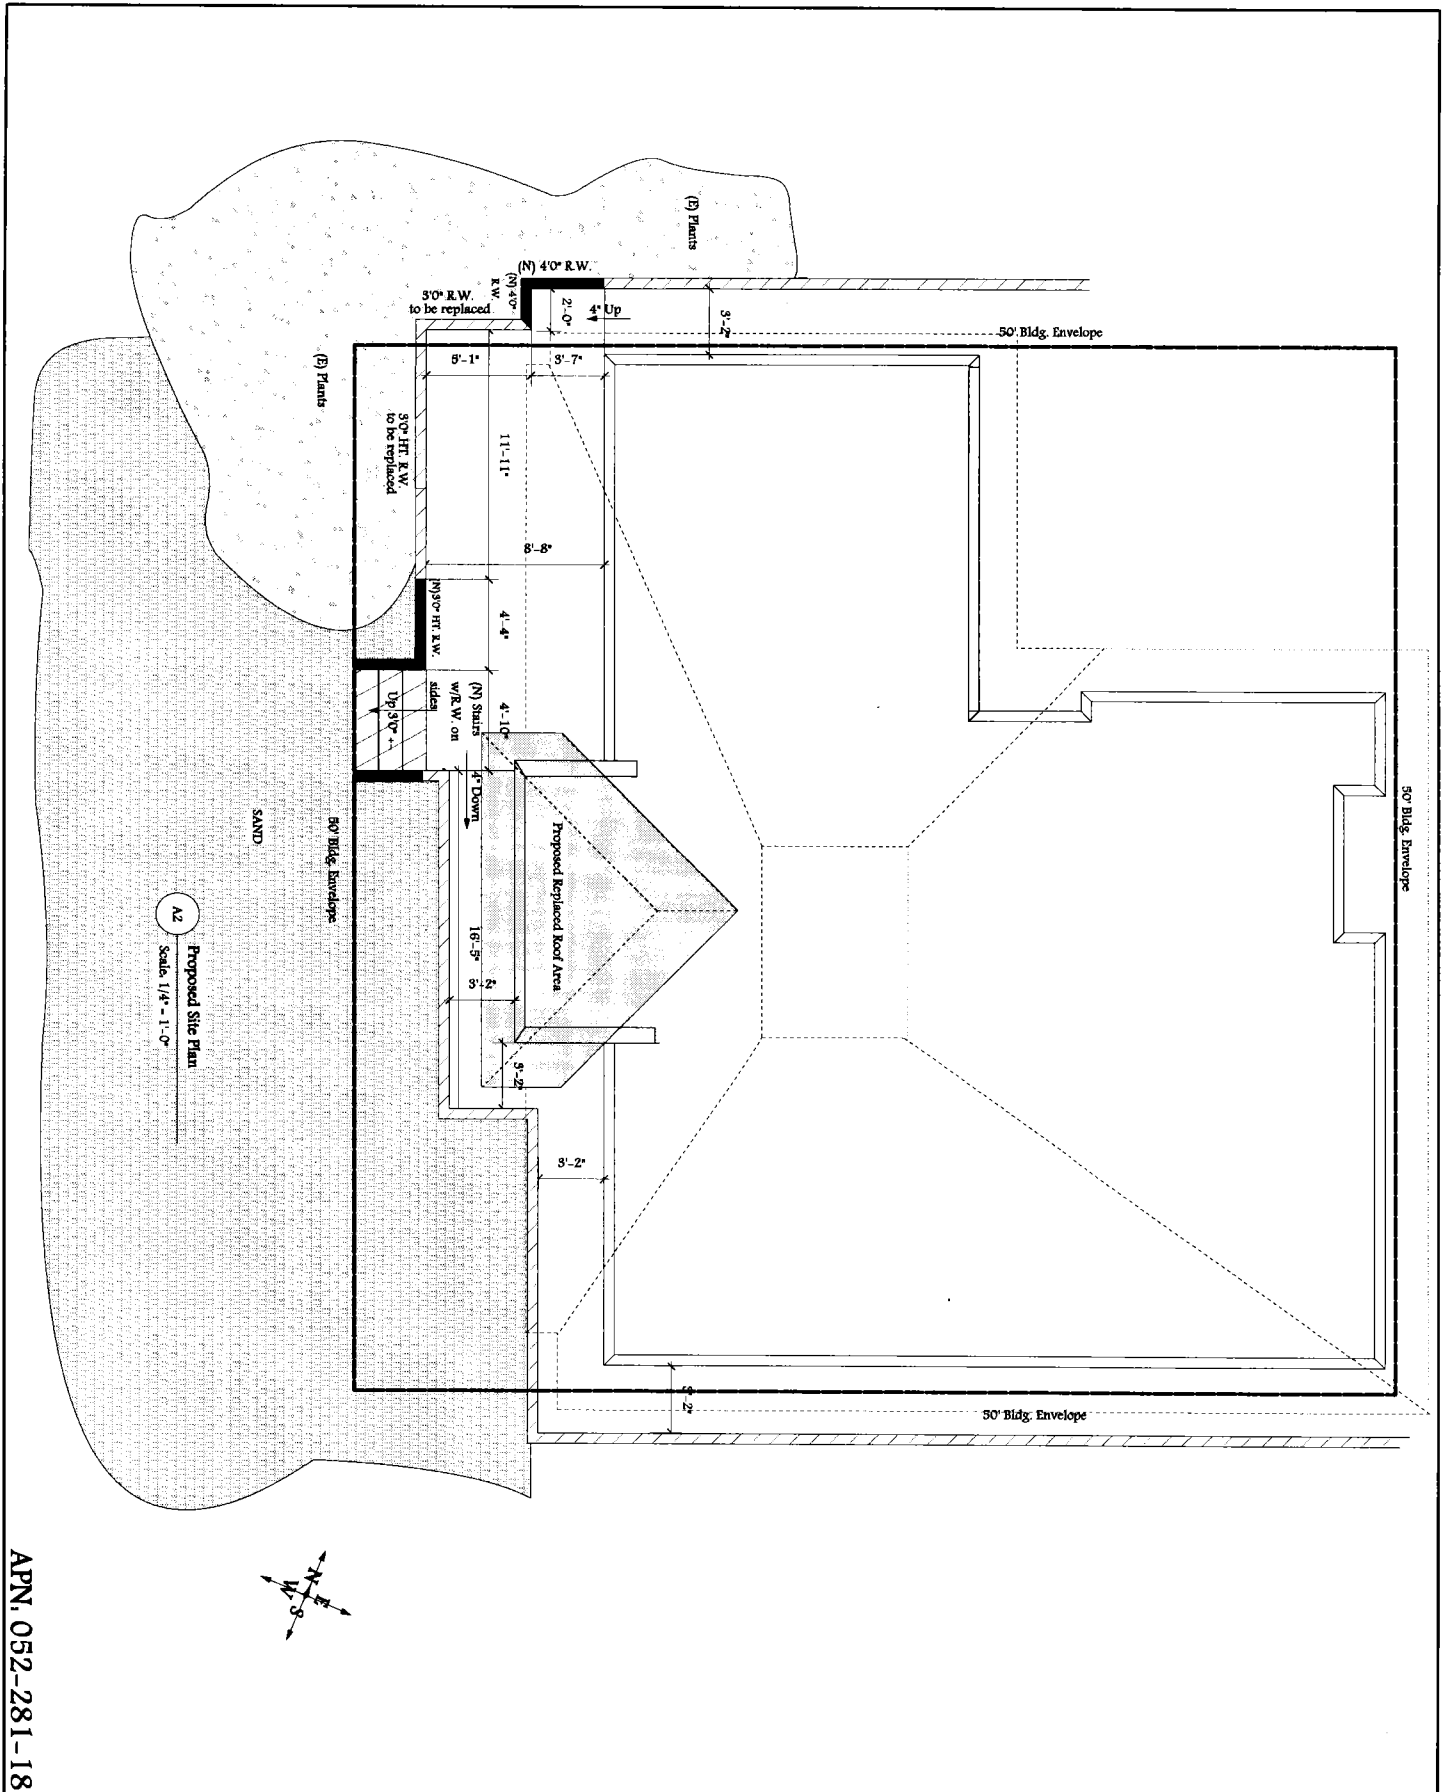 (E) Plants
(N) 4'0" R.W.
(N) 4'0"
R.W.
3'0" R.W.
to be replaced
2'-0"
4" Up
3'-2"
50' Bldg. Envelope
(E) Plants
5'-1"
3'-7"
3'0" HT. R.W.
to be replaced
11'-11"
8'-8"
(N)3'0" HT. R.W.
4'-4"
(N) Stairs
w/R.W. on
sides
4'-10"
Up 3'0" +-
4" Down
Proposed Replaced Roof Area
50' Bldg. Envelope
50' Bldg. Envelope
SAND
16'-5"
3'-2"
3'-2"
3'-2"
3'-2"
50' Bldg. Envelope
A2
Proposed Site Plan
Scale: 1/4" = 1'-0"
N
E
W
S
APN: 052-281-18